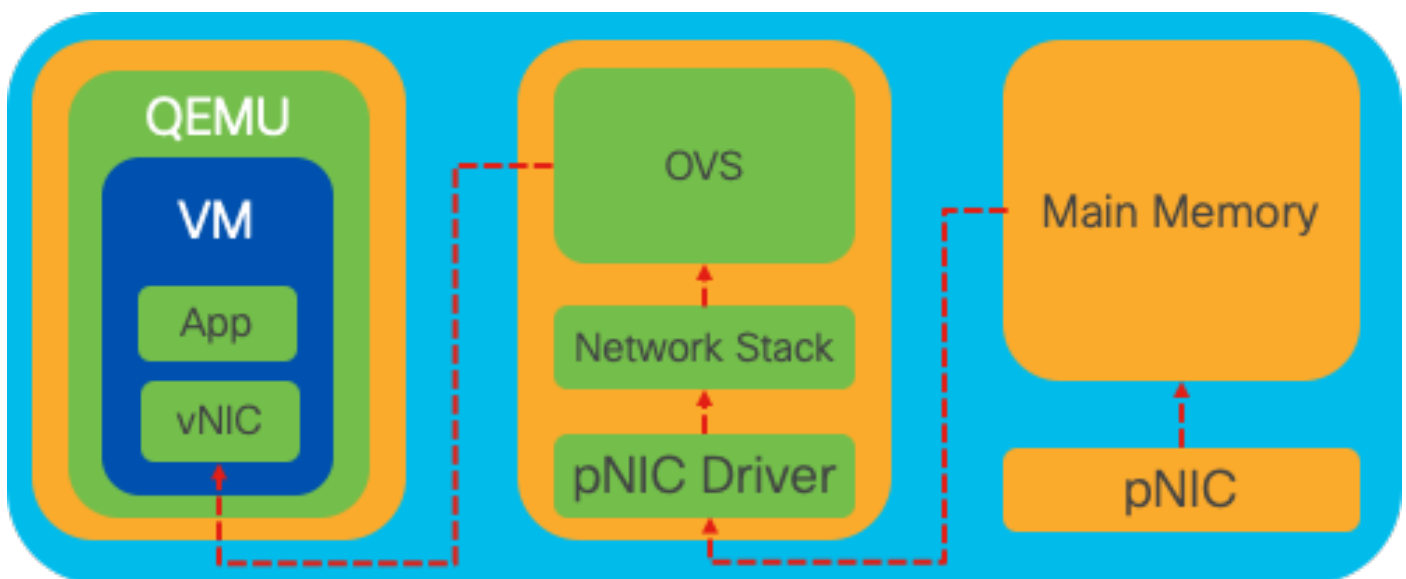 QEMU
VM
App
vNIC
OVS
Network Stack
pNIC Driver
Main Memory
pNIC